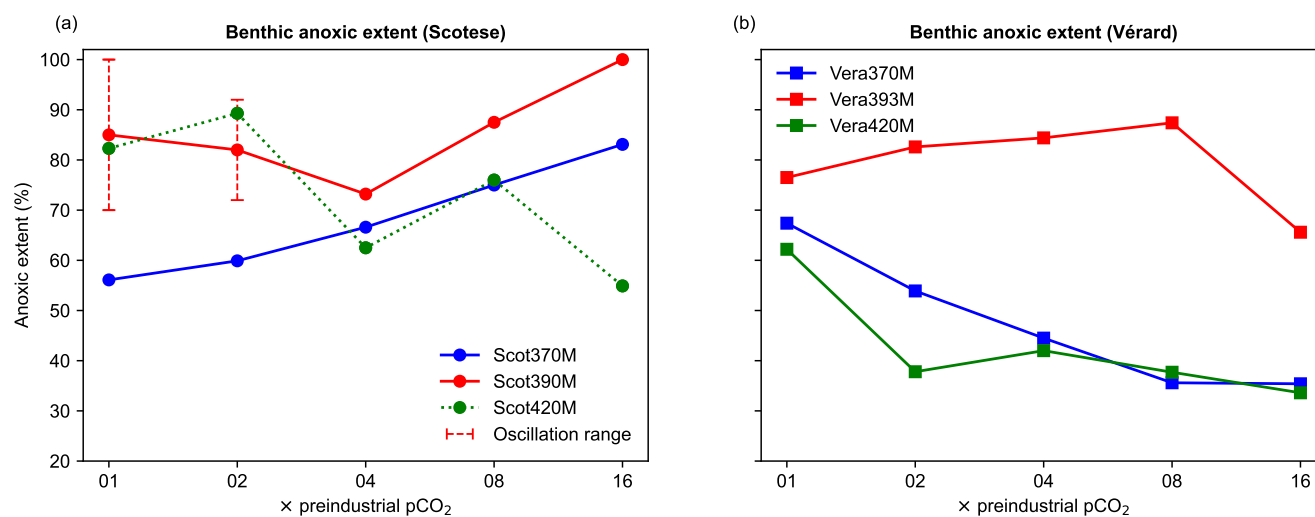 (a)
Benthic anoxic extent (Scotese)
Anoxic extent (%)
100
90
80
70
60
50
40
30
20
01 02 04 08 16
× preindustrial pCO₂
Scot370M
Scot390M
Scot420M
Oscillation range
(b)
Benthic anoxic extent (Vérard)
Vera370M
Vera393M
Vera420M
01 02 04 08 16
× preindustrial pCO₂